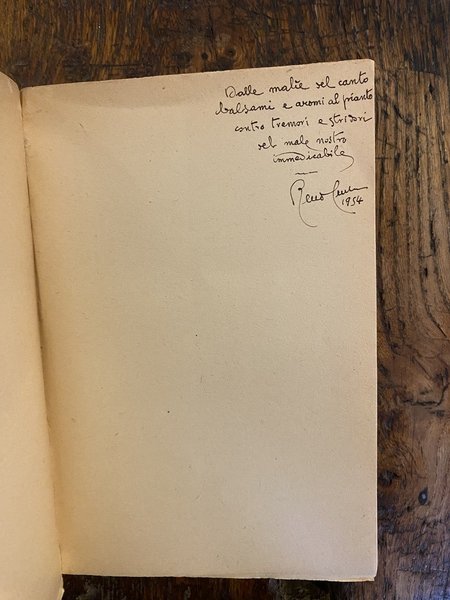 Dalle malìe del canto
balsami e aromi al pianto
contro tremori e stridori
del male nostro
immedicabile
1954